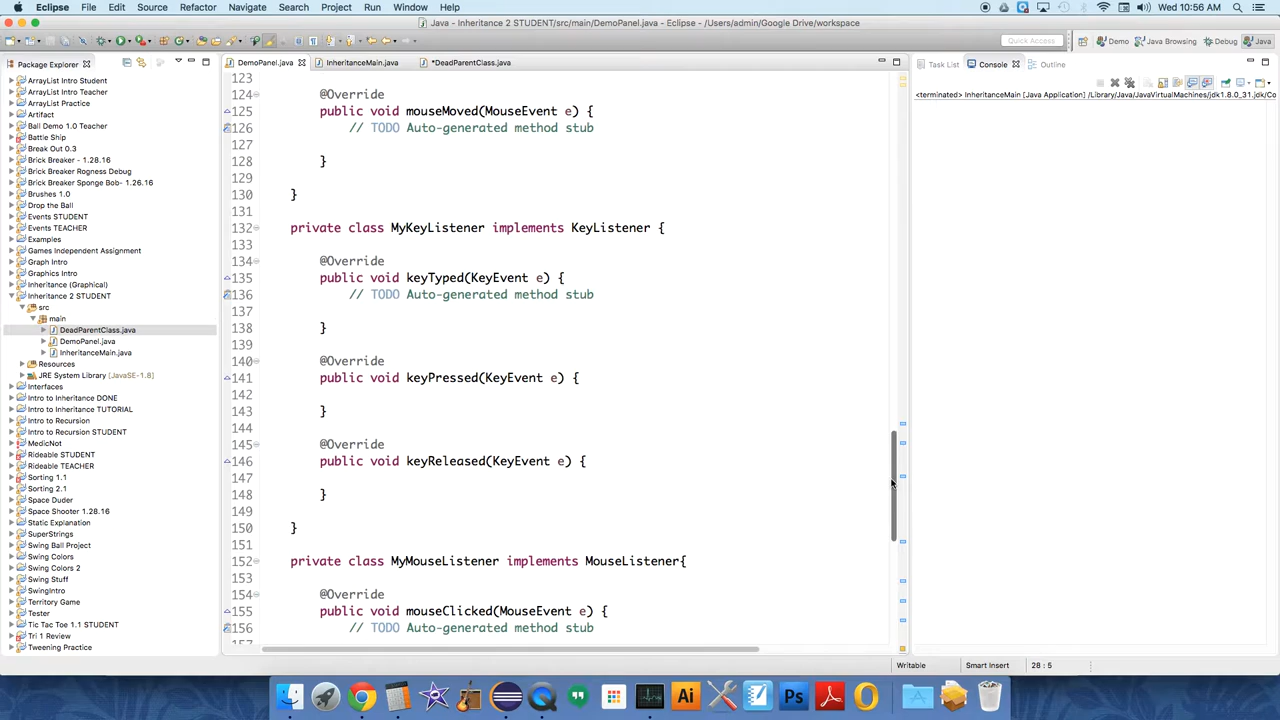 Eclipse File Edit Source Refactor Navigate Search Project Run Window Help Wed 10:56 AM
Java - Inheritance 2 STUDENT/src/main/DemoPanel.java - Eclipse - /Users/admin/Google Drive/workspace
Quick Access Demo Java Browsing Debug Java
Package Explorer
ArrayList Intro Student
ArrayList Intro Teacher
ArrayList Practice
Artifact
Ball Demo 1.0 Teacher
Battle Ship
Break Out 0.3
Brick Breaker - 1.28.16
Brick Breaker Rogness Debug
Brick Breaker Sponge Bob- 1.26.16
Brushes 1.0
Drop the Ball
Events STUDENT
Events TEACHER
Examples
Games Independent Assignment
Graph Intro
Graphics Intro
Inheritance (Graphical)
Inheritance 2 STUDENT
src
main
DeadParentClass.java
DemoPanel.java
InheritanceMain.java
Resources
JRE System Library [JavaSE-1.8]
Interfaces
Intro to Inheritance DONE
Intro to Inheritance TUTORIAL
Intro to Recursion
Intro to Recursion STUDENT
MedicNot
Rideable STUDENT
Rideable TEACHER
Sorting 1.1
Sorting 2.1
Space Duder
Space Shooter 1.28.16
Static Explanation
SuperStrings
Swing Ball Project
Swing Colors
Swing Colors 2
Swing Stuff
SwingIntro
Territory Game
Tester
Tic Tac Toe 1.1 STUDENT
Tri 1 Review
Tweening Practice
DemoPanel.java InheritanceMain.java *DeadParentClass.java
123
124 @Override
125 public void mouseMoved(MouseEvent e) {
126 // TODO Auto-generated method stub
127
128 }
129
130 }
131
132 private class MyKeyListener implements KeyListener {
133
134 @Override
135 public void keyTyped(KeyEvent e) {
136 // TODO Auto-generated method stub
137
138 }
139
140 @Override
141 public void keyPressed(KeyEvent e) {
142
143 }
144
145 @Override
146 public void keyReleased(KeyEvent e) {
147
148 }
149
150 }
151
152 private class MyMouseListener implements MouseListener{
153
154 @Override
155 public void mouseClicked(MouseEvent e) {
156 // TODO Auto-generated method stub
157
Task List Console Outline
<terminated> InheritanceMain [Java Application] /Library/Java/JavaVirtualMachines/jdk1.8.0_31.jdk/Co
Writable Smart Insert 28 : 5
Ai Ps